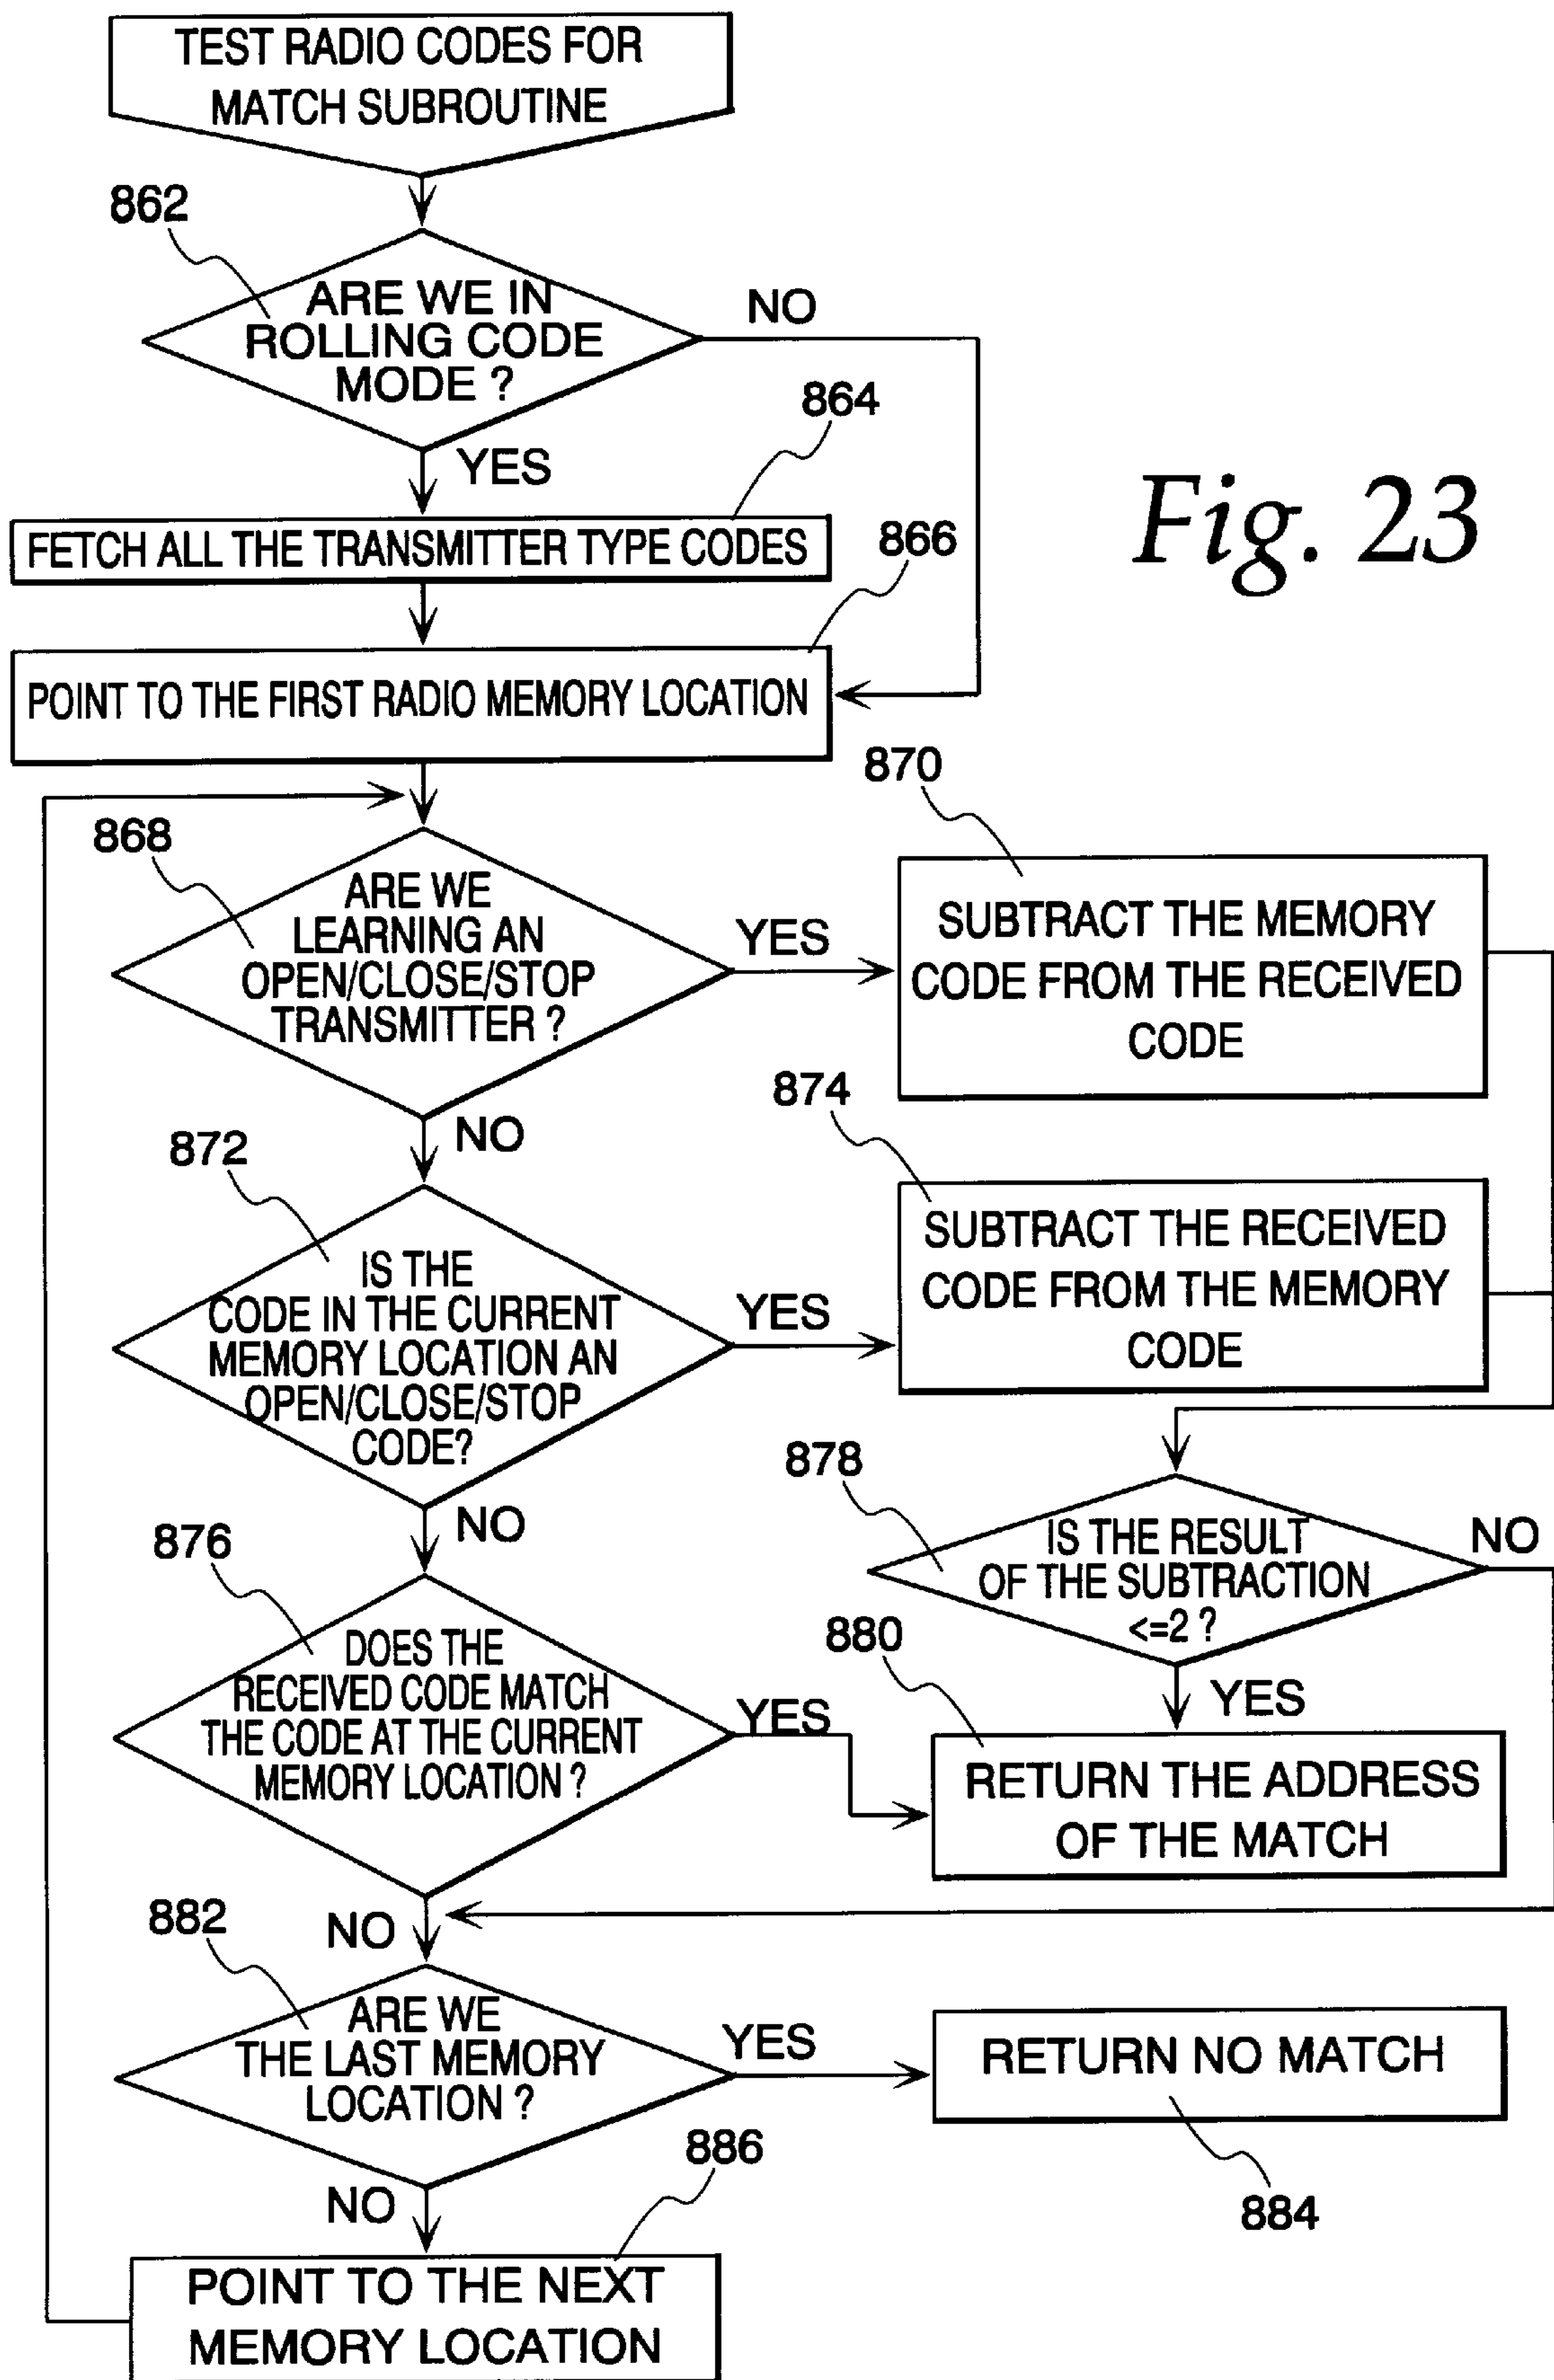 TEST RADIO CODES FOR
MATCH SUBROUTINE
862
ARE WE IN
ROLLING CODE
MODE ?
NO
YES
864
FETCH ALL THE TRANSMITTER TYPE CODES
866
Fig. 23
POINT TO THE FIRST RADIO MEMORY LOCATION
868
ARE WE
LEARNING AN
OPEN/CLOSE/STOP
TRANSMITTER ?
YES
870
SUBTRACT THE MEMORY
CODE FROM THE RECEIVED
CODE
NO
872
IS THE
CODE IN THE CURRENT
MEMORY LOCATION AN
OPEN/CLOSE/STOP
CODE?
YES
874
SUBTRACT THE RECEIVED
CODE FROM THE MEMORY
CODE
NO
876
DOES THE
RECEIVED CODE MATCH
THE CODE AT THE CURRENT
MEMORY LOCATION ?
YES
878
IS THE RESULT
OF THE SUBTRACTION
<=2 ?
NO
YES
880
RETURN THE ADDRESS
OF THE MATCH
NO
882
ARE WE
THE LAST MEMORY
LOCATION ?
YES
RETURN NO MATCH
884
NO
886
POINT TO THE NEXT
MEMORY LOCATION